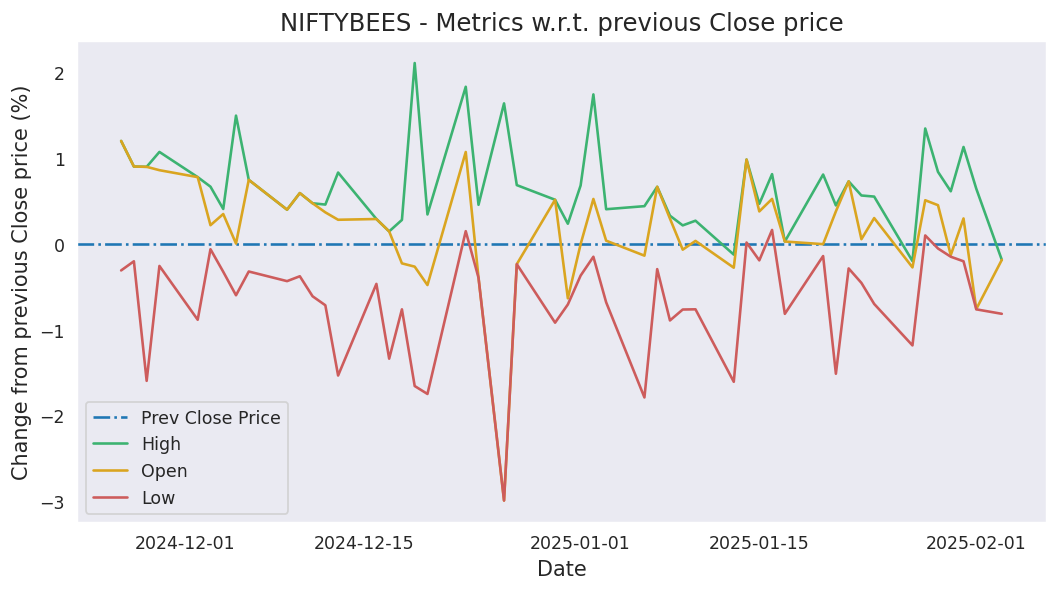 NIFTYBEES - Metrics w.r.t. previous Close price
Change from previous Close price (%)
2
1
0
−1
−2
−3
Prev Close Price
High
Open
Low
2024-12-01
2024-12-15
2025-01-01
2025-01-15
2025-02-01
Date